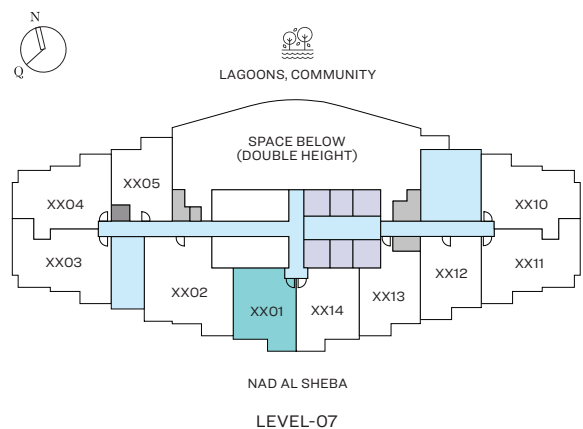 N
Q
LAGOONS, COMMUNITY
SPACE BELOW
(DOUBLE HEIGHT)
XX05
XX04
XX10
XX03
XX02
XX01
XX14
XX13
XX12
XX11
NAD AL SHEBA
LEVEL-07